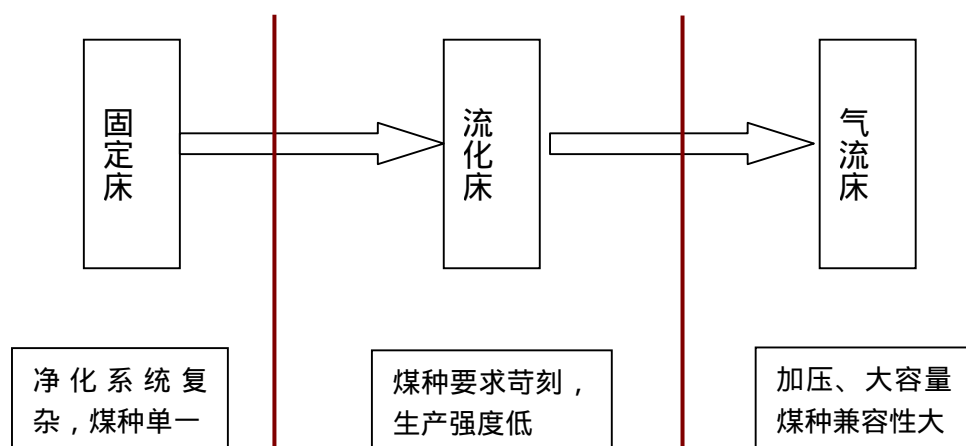 固定床
流化床
气流床
净化系统复
杂，煤种单一
煤种要求苛刻，
生产强度低
加压、大容量
煤种兼容性大